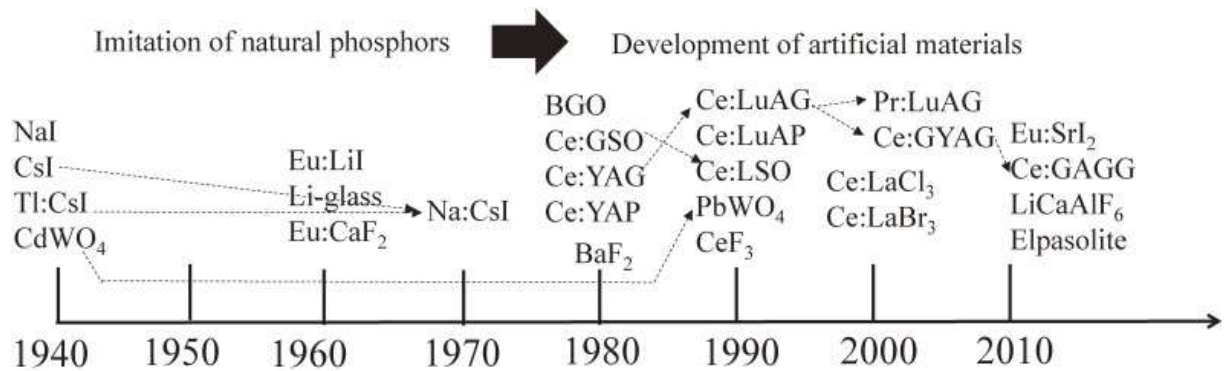 Imitation of natural phosphors
Development of artificial materials
NaI
CsI
Tl:CsI
CdWO₄
Eu:LiI
Li-glass
Eu:CaF₂
Na:CsI
BGO
Ce:GSO
Ce:YAG
Ce:YAP
BaF₂
Ce:LuAG
Ce:LuAP
Ce:LSO
PbWO₄
CeF₃
Pr:LuAG
Ce:GYAG
Ce:LaCl₃
Ce:LaBr₃
Eu:SrI₂
Ce:GAGG
LiCaAlF₆
Elpasolite
1940 1950 1960 1970 1980 1990 2000 2010